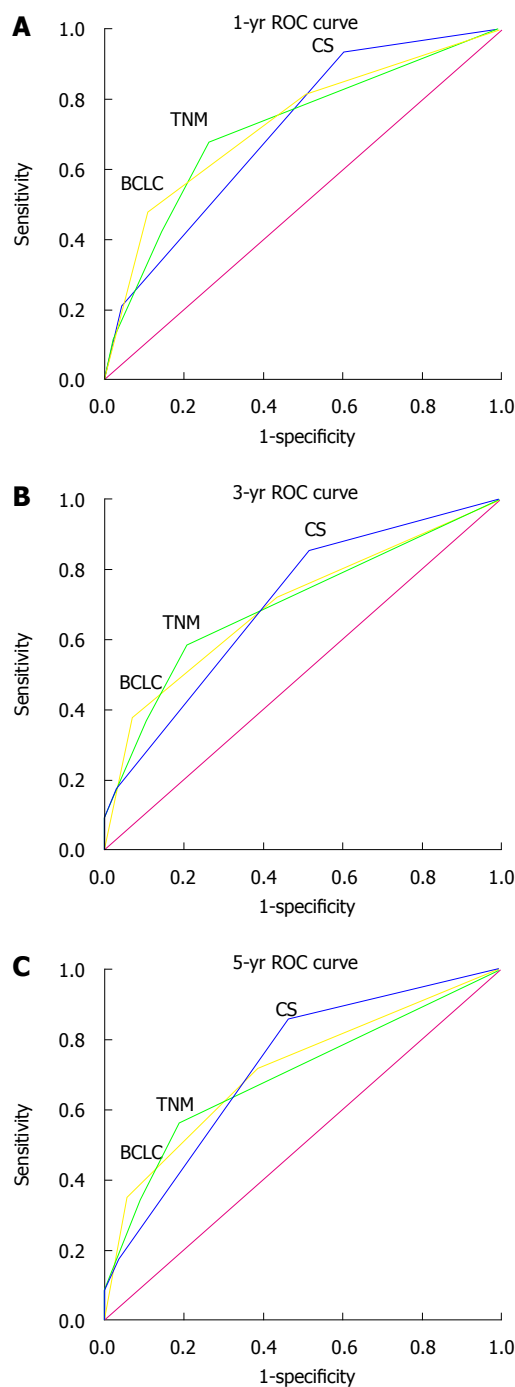 A
1-yr ROC curve
1.0
CS
0.8
TNM
0.6
BCLC
Sensitivity
0.4
0.2
0.0
0.0 0.2 0.4 0.6 0.8 1.0
1-specificity
B
3-yr ROC curve
1.0
CS
0.8
TNM
0.6
BCLC
Sensitivity
0.4
0.2
0.0
0.0 0.2 0.4 0.6 0.8 1.0
1-specificity
C
5-yr ROC curve
1.0
CS
0.8
TNM
0.6
BCLC
Sensitivity
0.4
0.2
0.0
0.0 0.2 0.4 0.6 0.8 1.0
1-specificity